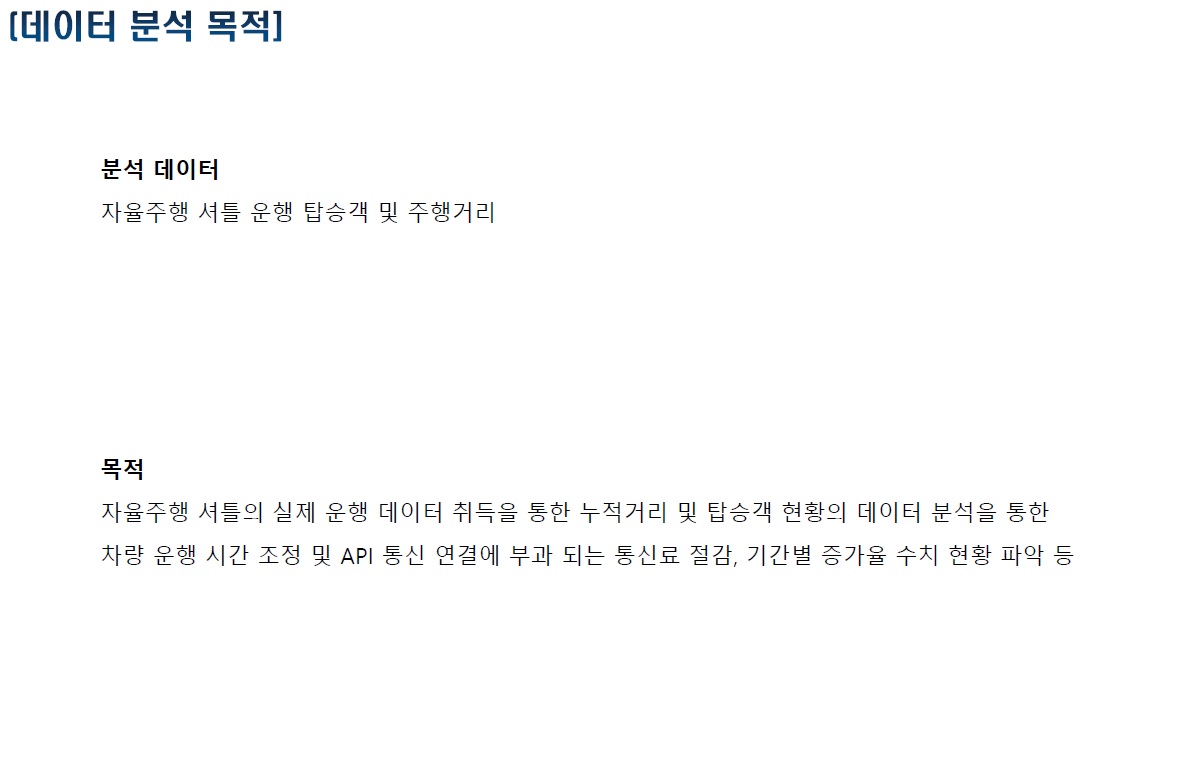 [데이터 분석 목적]
분석 데이터
자율주행 셔틀 운행 탑승객 및 주행거리
목적
자율주행 셔틀의 실제 운행 데이터 취득을 통한 누적거리 및 탑승객 현황의 데이터 분석을 통한
차량 운행 시간 조정 및 API 통신 연결에 부과 되는 통신료 절감, 기간별 증가율 수치 현황 파악 등